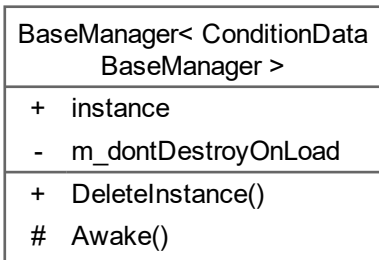 BaseManager< ConditionData
BaseManager >
+ instance
- m_dontDestroyOnLoad
+ DeleteInstance()
# Awake()